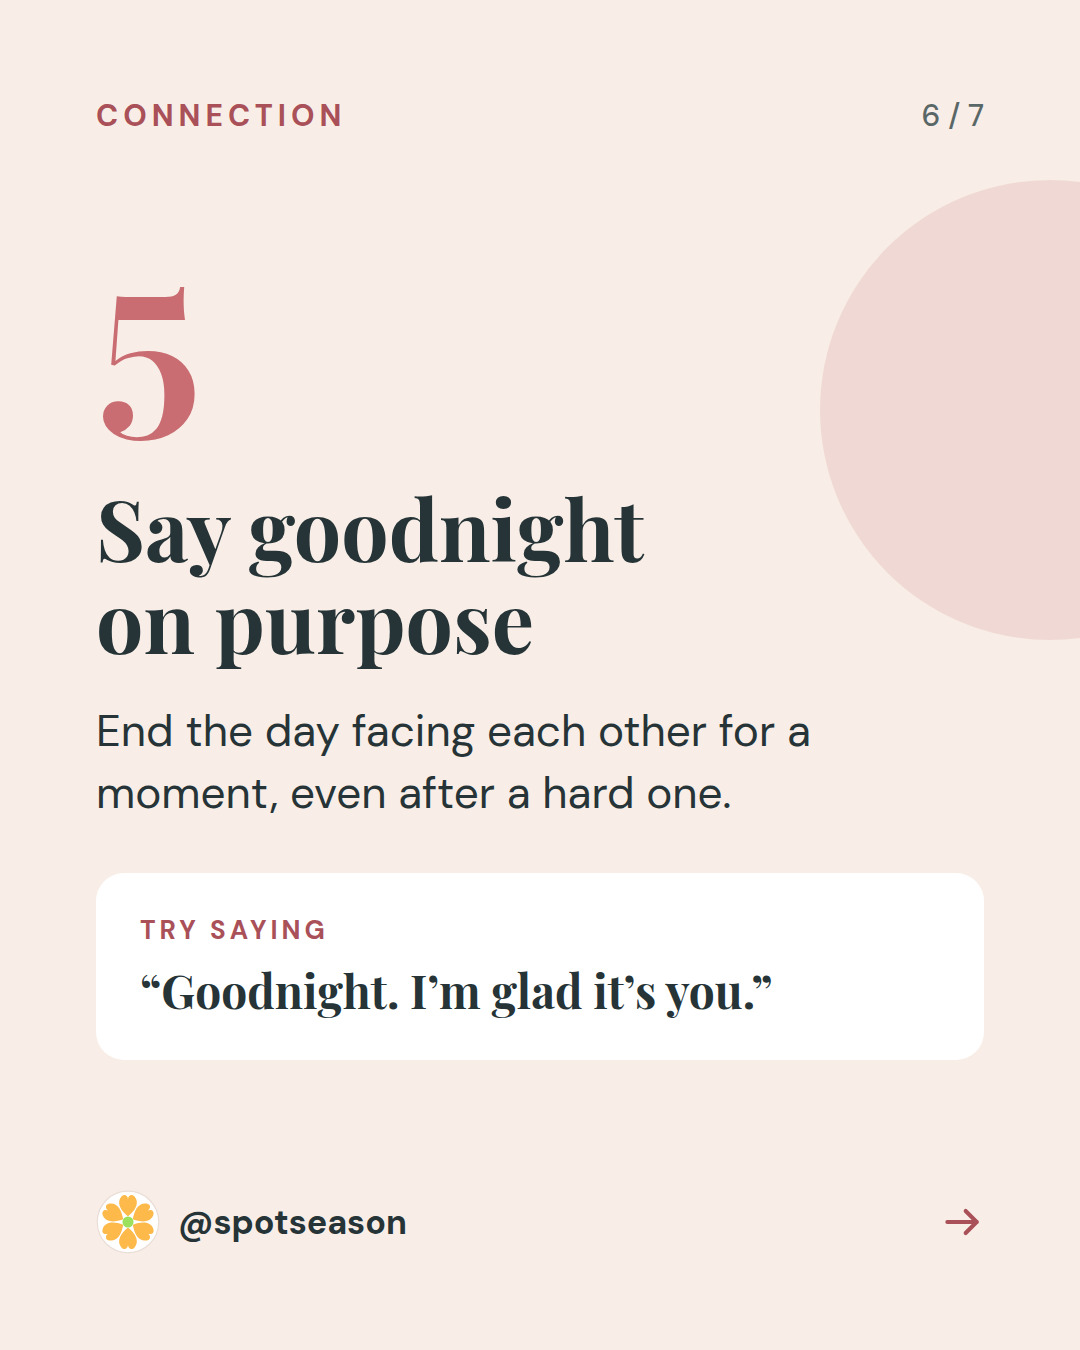 CONNECTION
6 / 7
5
Say goodnight
on purpose
End the day facing each other for a
moment, even after a hard one.
TRY SAYING
“Goodnight. I’m glad it’s you.”
@spotseason